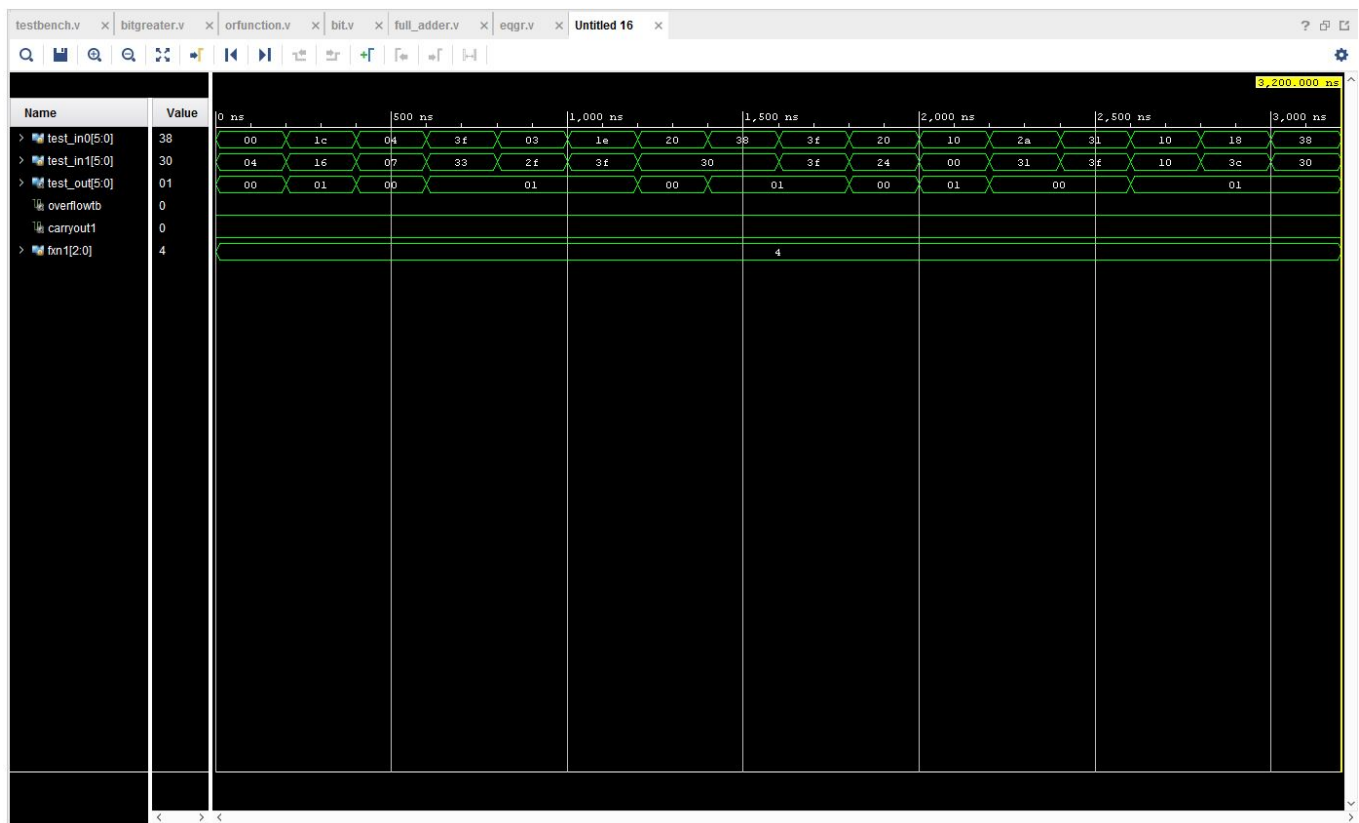 testbench.v × bitgreater.v × orfunction.v × bit.v × full_adder.v × eqgr.v × Untitled 16 × ?
3,200.000 ns
Name Value 0 ns 500 ns 1,000 ns 1,500 ns 2,000 ns 2,500 ns 3,000 ns
> test_in0[5:0] 38 00 1c 04 3f 03 1e 20 38 3f 20 10 2a 31 10 18 38
> test_in1[5:0] 30 04 16 07 33 2f 3f 30 3f 24 00 31 3f 10 3c 30
> test_out[5:0] 01 00 01 00 01 00 01 00 01 00 01
overflowtb 0
carryout1 0
> fxn1[2:0] 4 4